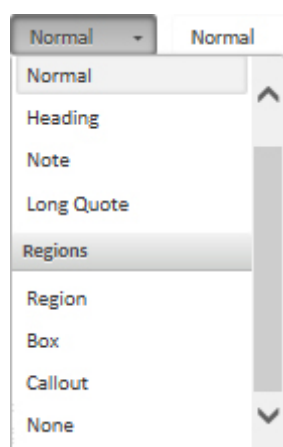 Normal Normal
Normal
Heading
Note
Long Quote
Regions
Region
Box
Callout
None